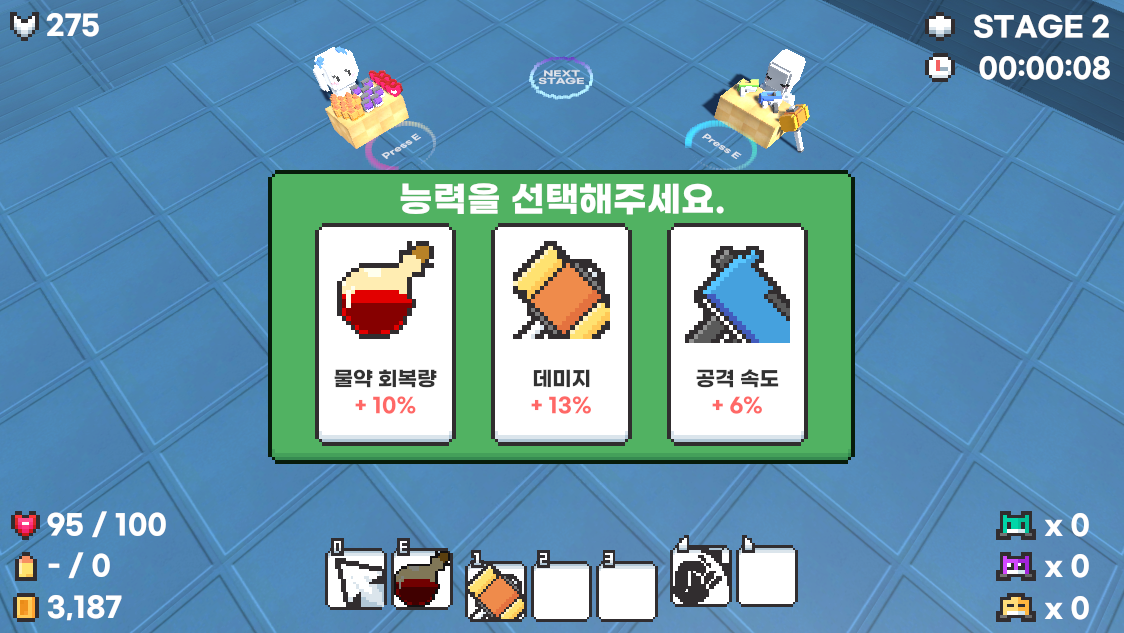 275
STAGE 2
00:00:08
NEXT
STAGE
Press E
Press E
능력을 선택해주세요.
물약 회복량
+ 10%
데미지
+ 13%
공격 속도
+ 6%
95 / 100
- / 0
3,187
E
1
2
3
x 0
x 0
x 0